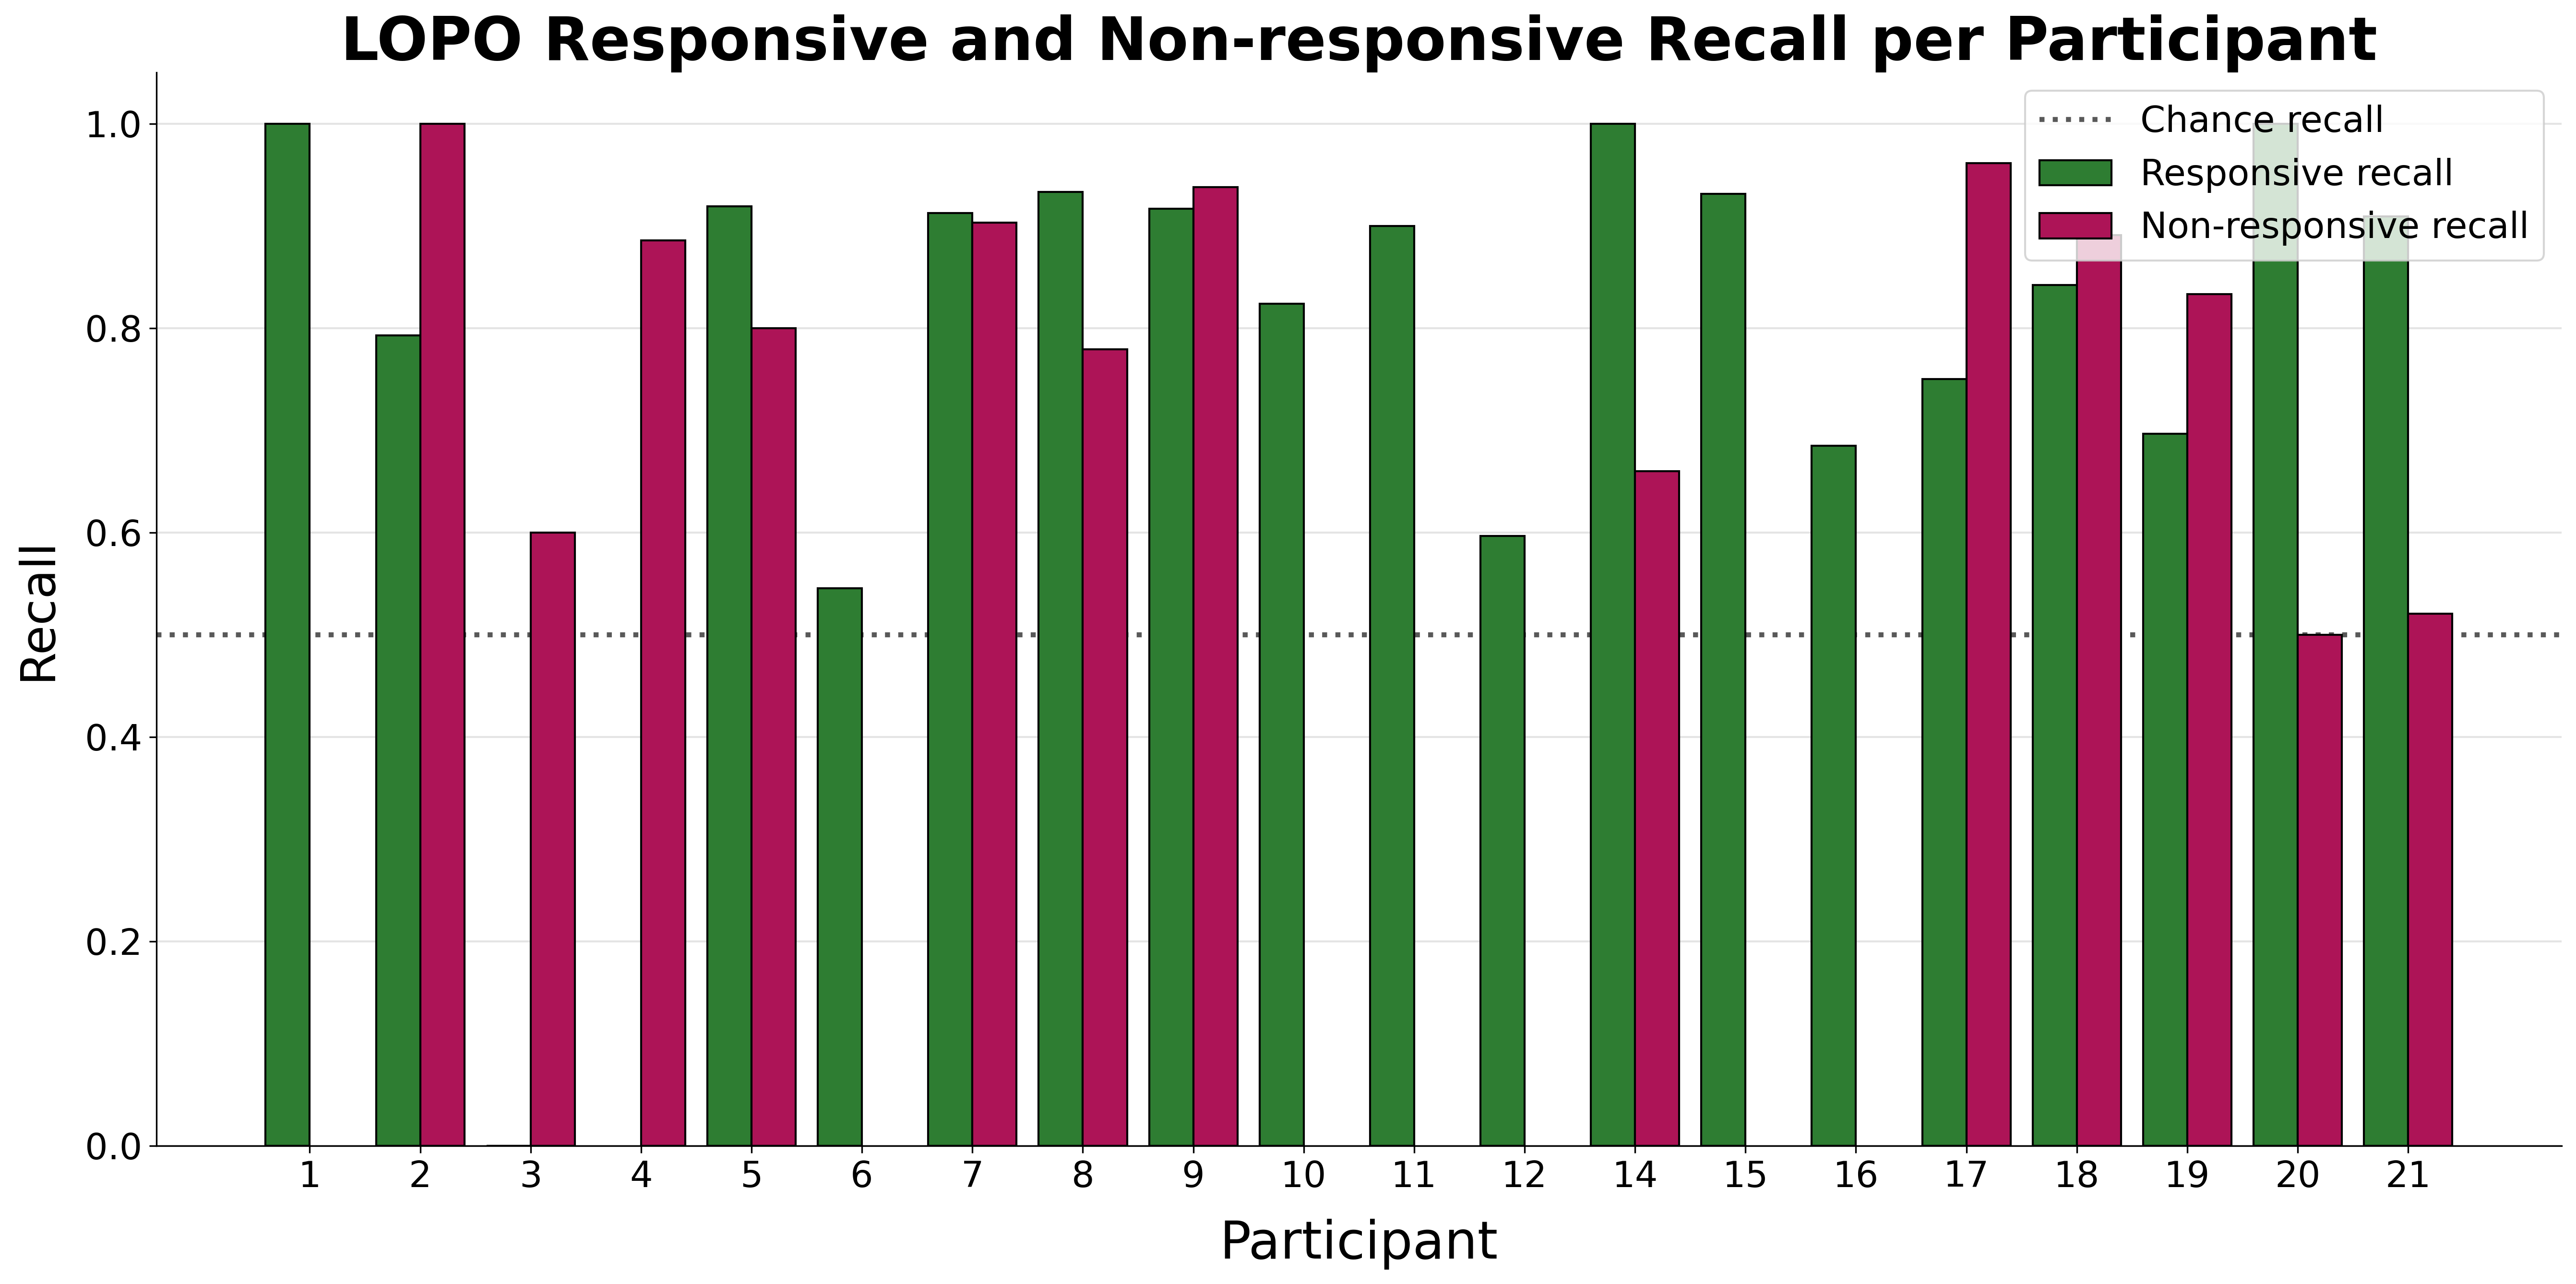 LOPO Responsive and Non-responsive Recall per Participant
Chance recall
Responsive recall
Non-responsive recall
Recall
1.0
0.8
0.6
0.4
0.2
0.0
1 2 3 4 5 6 7 8 9 10 11 12 14 15 16 17 18 19 20 21
Participant